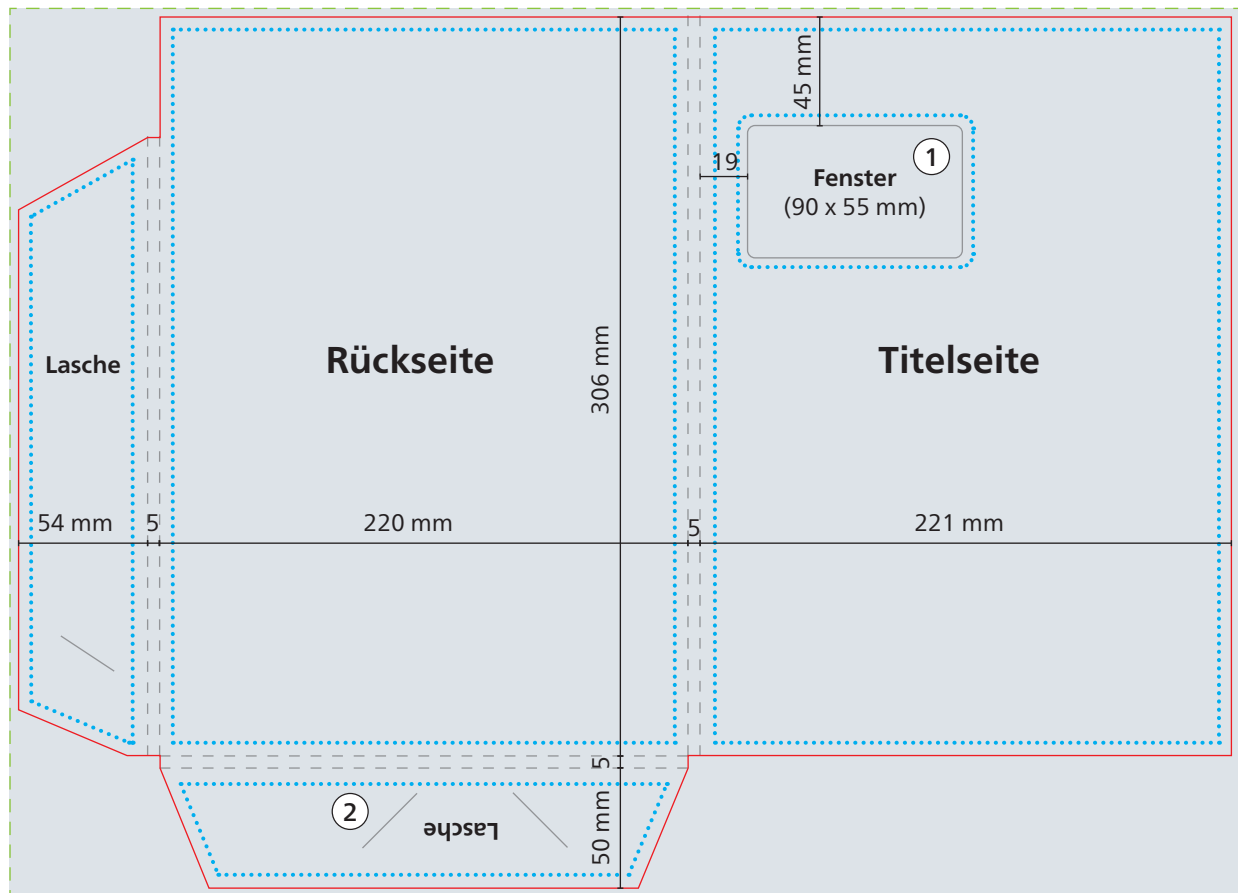 45 mm
1
19
Fenster
(90 x 55 mm)
Lasche
Rückseite
306 mm
Titelseite
54 mm
5
220 mm
5
221 mm
5
2
Lasche
50 mm